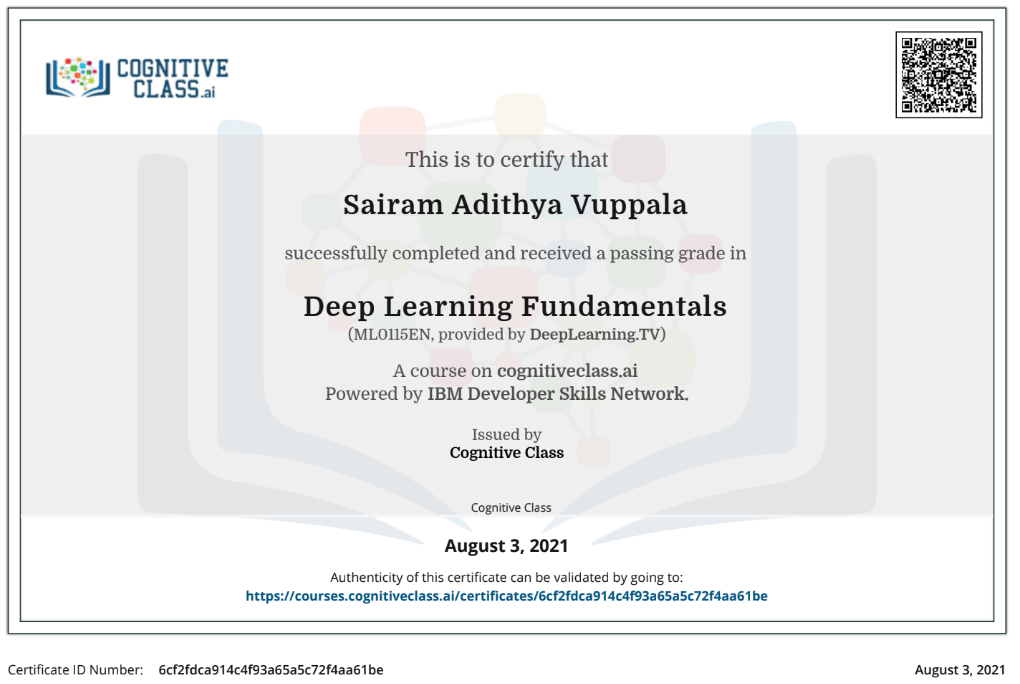 COGNITIVE
CLASS.ai
This is to certify that
Sairam Adithya Vuppala
successfully completed and received a passing grade in
Deep Learning Fundamentals
(ML0115EN, provided by DeepLearning.TV)
A course on cognitiveclass.ai
Powered by IBM Developer Skills Network.
Issued by
Cognitive Class
Cognitive Class
August 3, 2021
Authenticity of this certificate can be validated by going to:
https://courses.cognitiveclass.ai/certificates/6cf2fdca914c4f93a65a5c72f4aa61be
Certificate ID Number: 6cf2fdca914c4f93a65a5c72f4aa61be
August 3, 2021